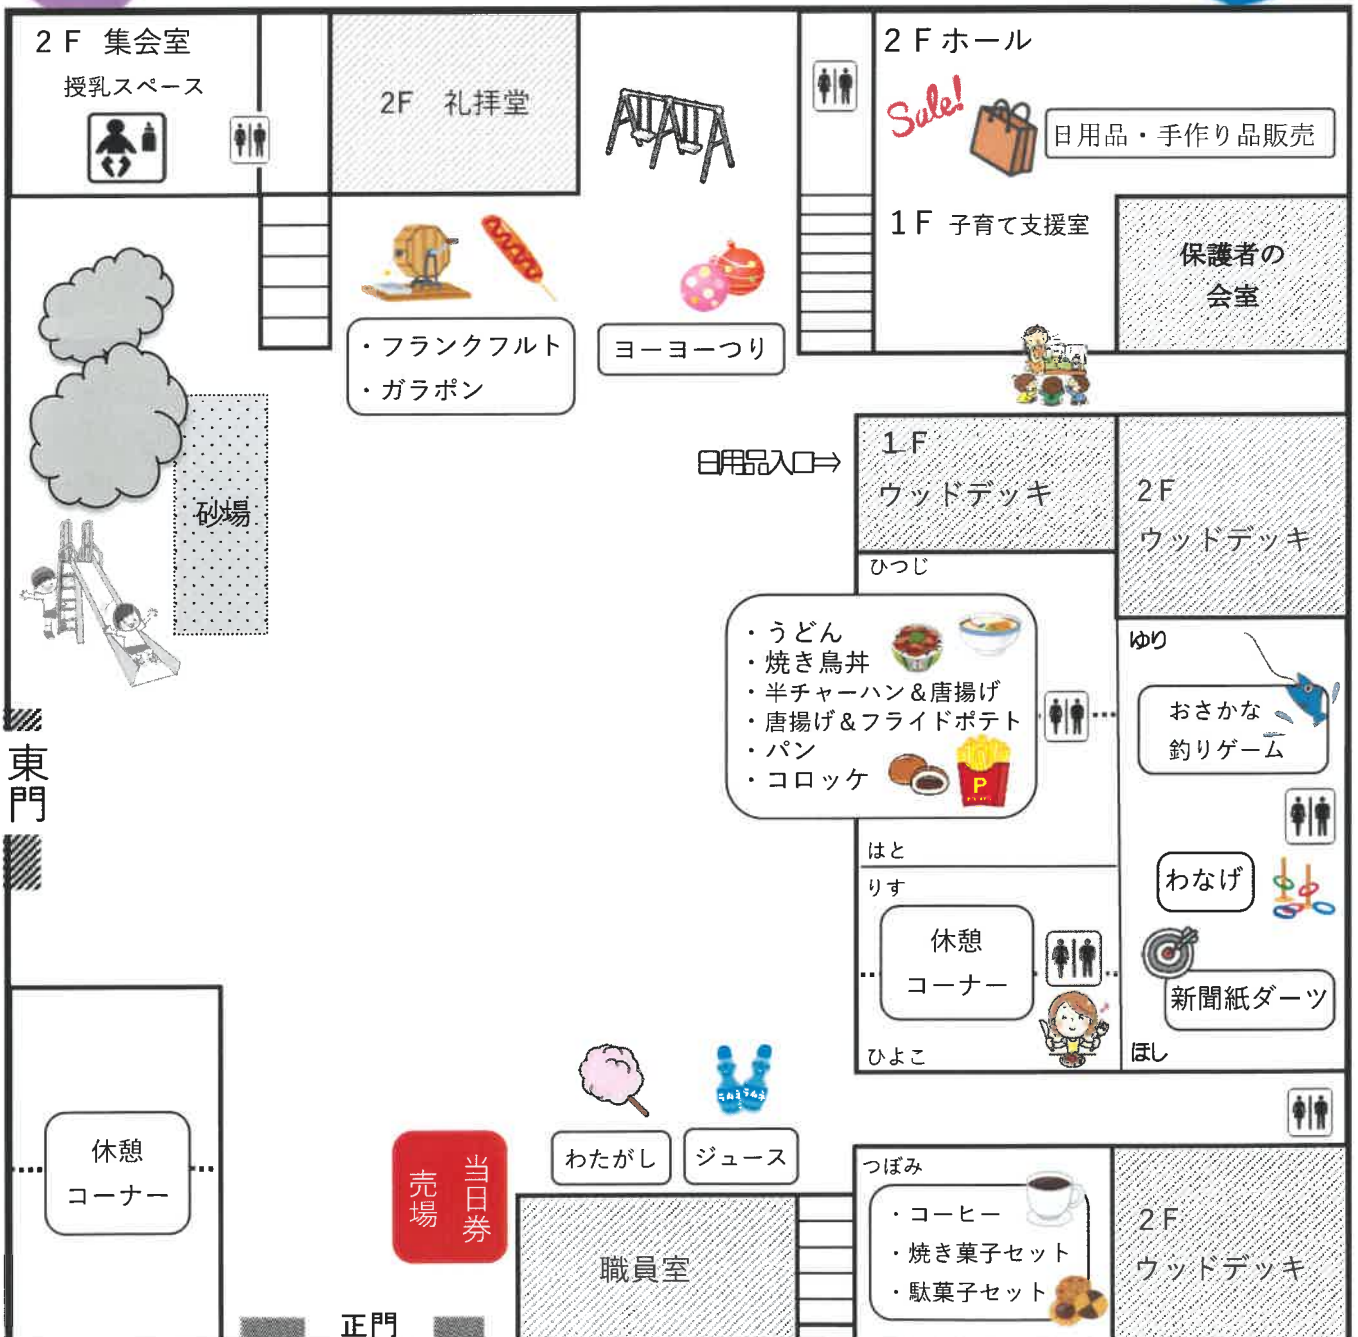 ２Ｆ 集会室
授乳スペース
2F 礼拝堂
２Ｆホール
Sale!
日用品・手作り品販売
１Ｆ 子育て支援室
保護者の
会室
・フランクフルト
・ガラポン
ヨーヨーつり
日用品入口⇒
１Ｆ
ウッドデッキ
２Ｆ
ウッドデッキ
砂場
ひつじ
・うどん
・焼き鳥丼
・半チャーハン＆唐揚げ
・唐揚げ＆フライドポテト
・パン
・コロッケ
P
ゆり
おさかな
釣りゲーム
東門
はと
りす
わなげ
休憩
コーナー
新聞紙ダーツ
ひよこ
ほし
わたがし
ジュース
休憩
コーナー
当日券
売場
つぼみ
・コーヒー
・焼き菓子セット
・駄菓子セット
２Ｆ
ウッドデッキ
職員室
正門